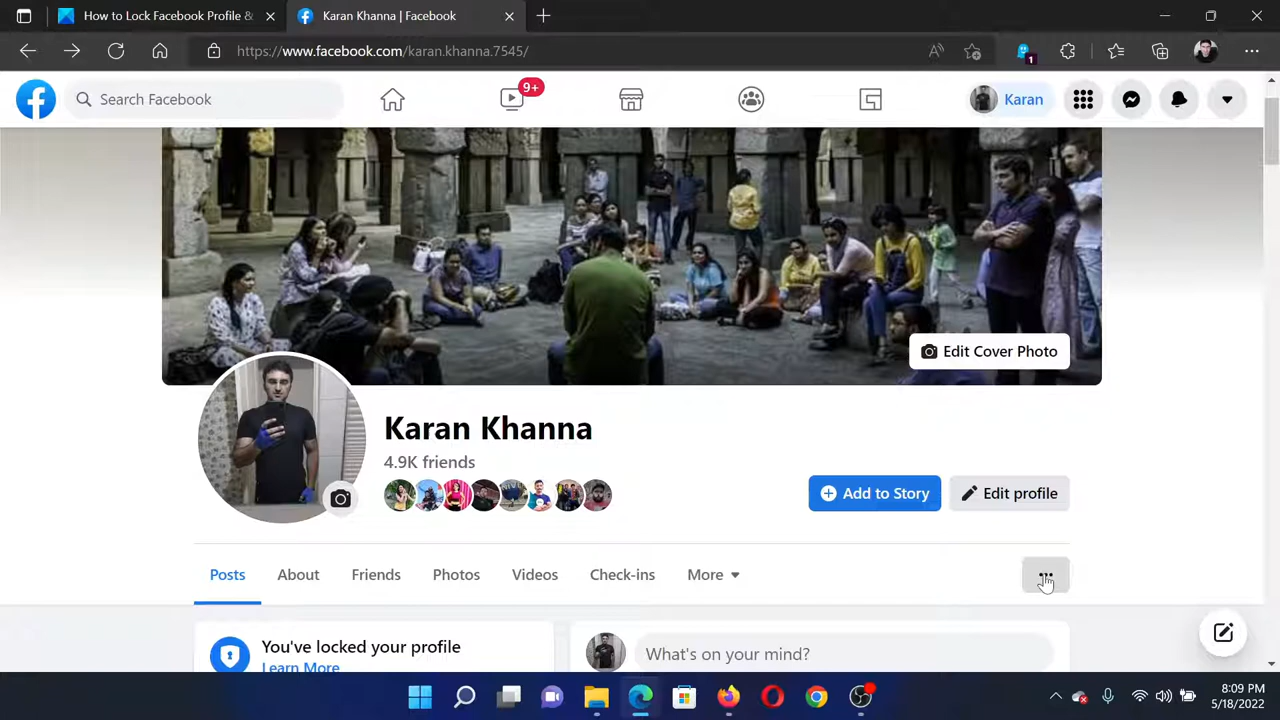 How to Lock Facebook Profile &
Karan Khanna | Facebook
https://www.facebook.com/karan.khanna.7545/
1
Search Facebook
9+
Karan
Edit Cover Photo
Karan Khanna
4.9K friends
Add to Story
Edit profile
Posts
About
Friends
Photos
Videos
Check-ins
More
You've locked your profile
Learn More
What's on your mind?
8:09 PM
5/18/2022